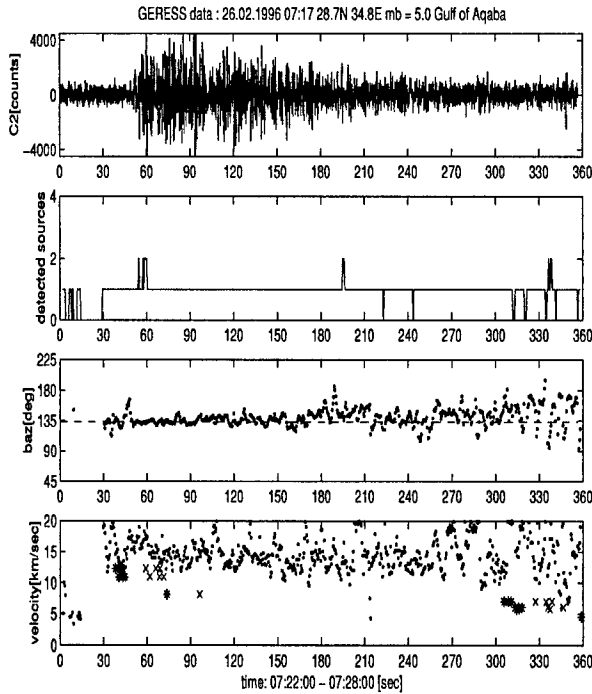 GERESS data : 26.02.1996 07:17 28.7N 34.8E mb = 5.0 Gulf of Aqaba
C2[counts]
4000
0
−4000
0 30 60 90 120 150 180 210 240 270 300 330 360
detected sources
4
2
0
0 30 60 90 120 150 180 210 240 270 300 330 360
baz[deg]
225
180
135
90
45
0 30 60 90 120 150 180 210 240 270 300 330 360
velocity[km/sec]
20
15
10
5
0
0 30 60 90 120 150 180 210 240 270 300 330 360
time: 07:22:00 − 07:28:00 [sec]